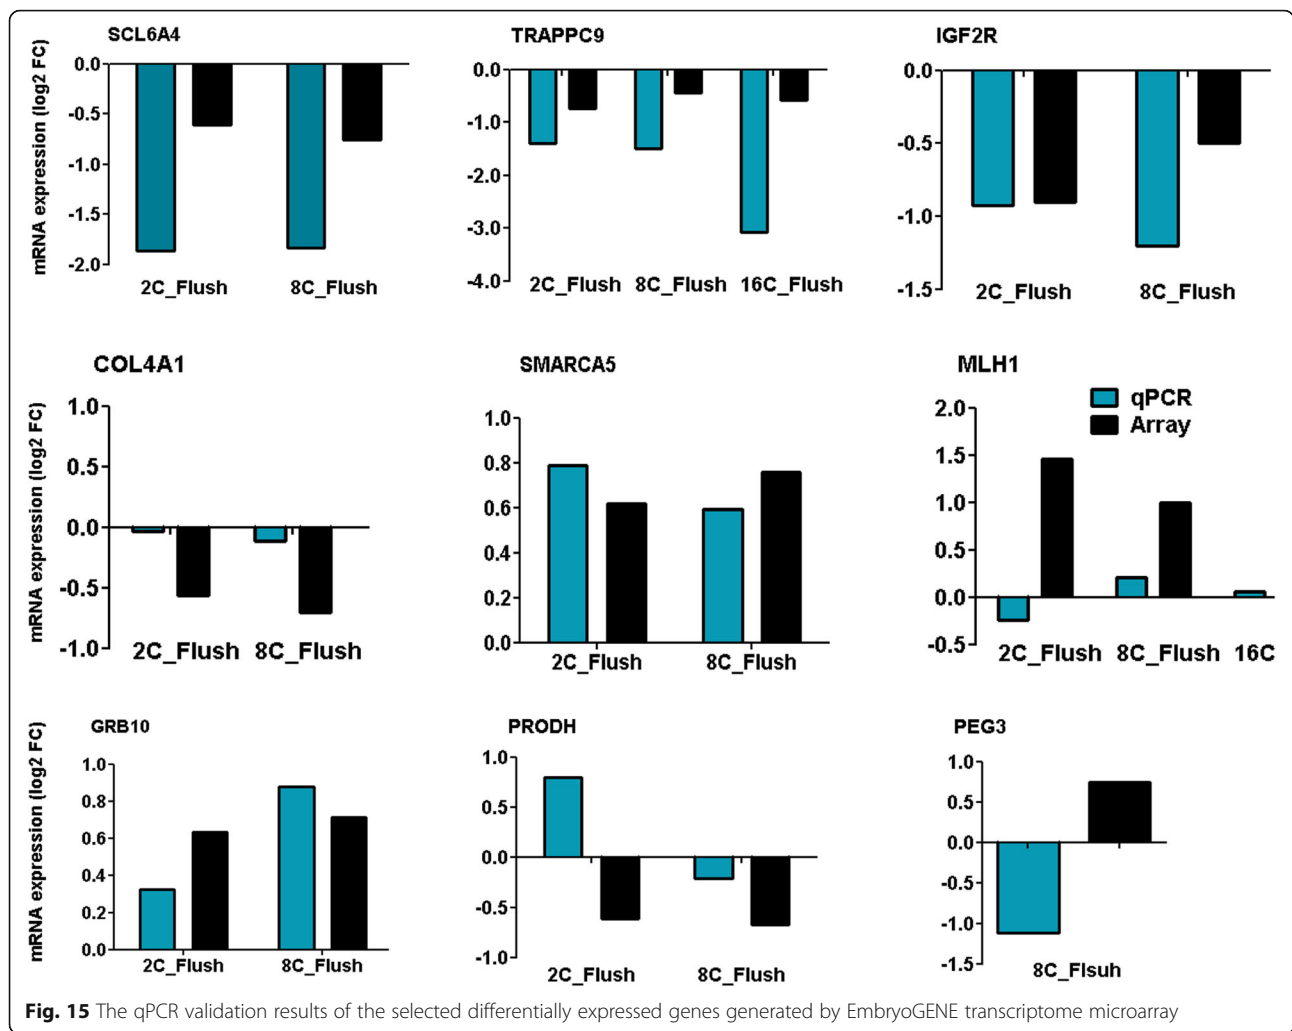 SCL6A4
mRNA expression (log2 FC)
0.0
-0.5
-1.0
-1.5
-2.0
2C_Flush 8C_Flush
TRAPPC9
0.0
-1.0
-2.0
-3.0
-4.0
2C_Flush 8C_Flush 16C_Flush
IGF2R
0.0
-0.5
-1.0
-1.5
2C_Flush 8C_Flush
COL4A1
mRNA expression (log2 FC)
1.0
0.5
0.0
-0.5
-1.0
2C_Flush 8C_Flush
SMARCA5
1.0
0.8
0.6
0.4
0.2
0.0
2C_Flush 8C_Flush
MLH1
qPCR
Array
2.0
1.5
1.0
0.5
0.0
-0.5
2C_Flush 8C_Flush 16C
GRB10
mRNA expression (log2 FC)
1.0
0.8
0.6
0.4
0.2
0.0
2C_Flush 8C_Flush
PRODH
1.0
0.5
0.0
-0.5
-1.0
2C_Flush 8C_Flush
PEG3
1.0
0.5
0.0
-0.5
-1.0
-1.5
8C_Flsuh
Fig. 15 The qPCR validation results of the selected differentially expressed genes generated by EmbryoGENE transcriptome microarray